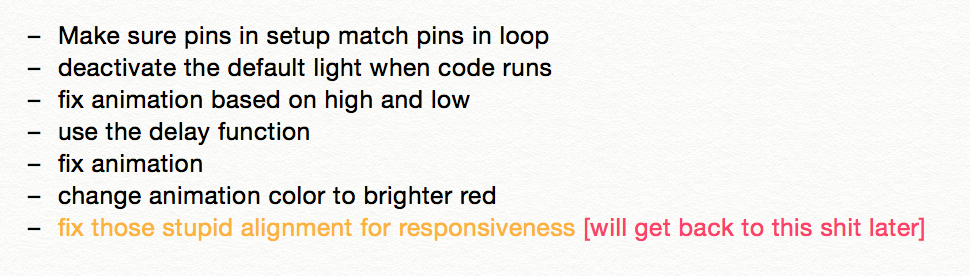 – Make sure pins in setup match pins in loop
– deactivate the default light when code runs
– fix animation based on high and low
– use the delay function
– fix animation
– change animation color to brighter red
– fix those stupid alignment for responsiveness [will get back to this shit later]